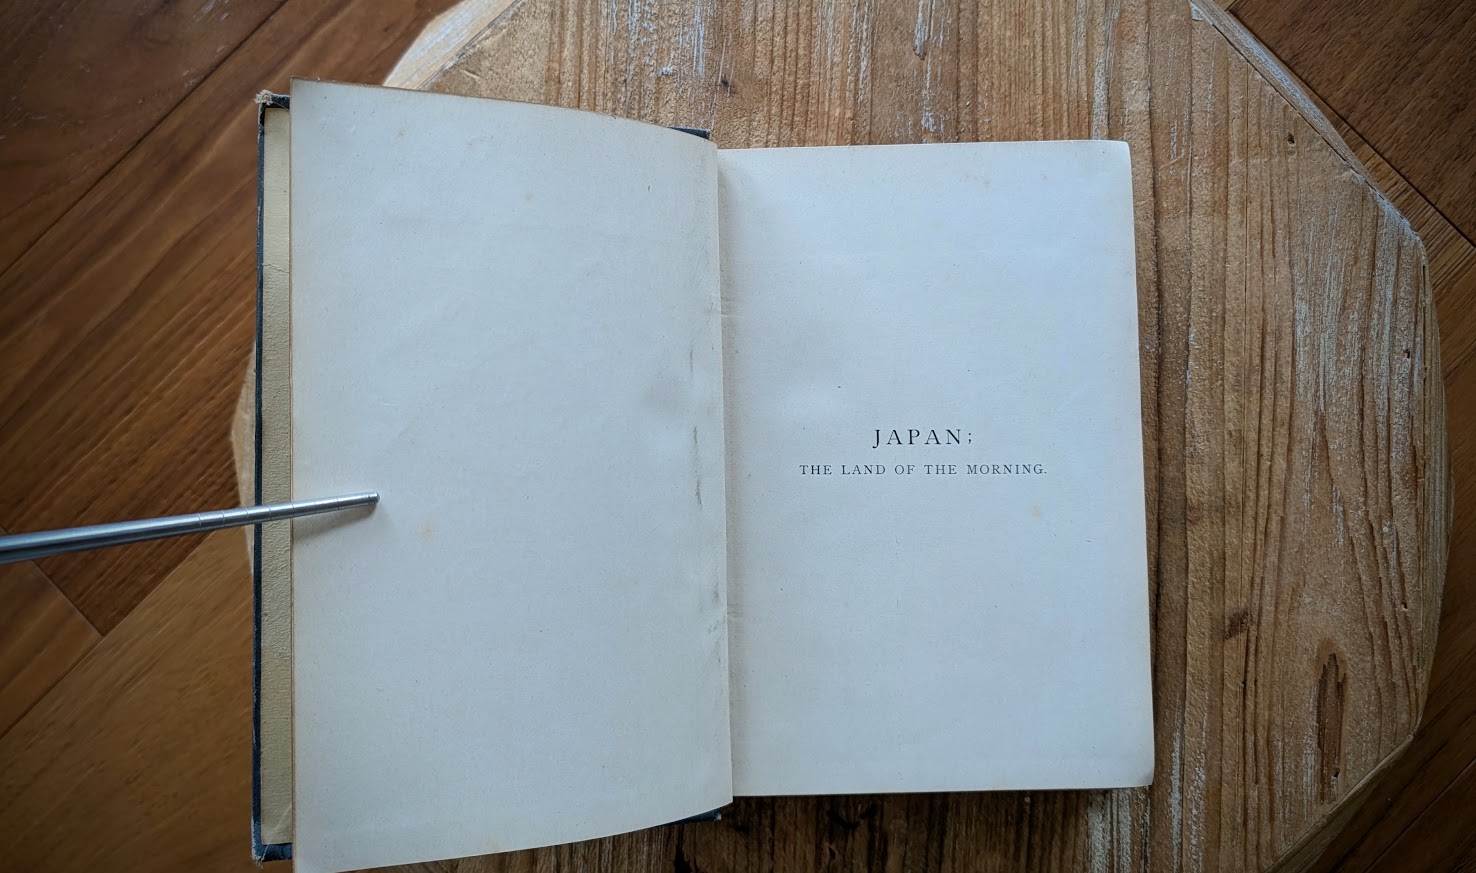 JAPAN;
THE LAND OF THE MORNING.